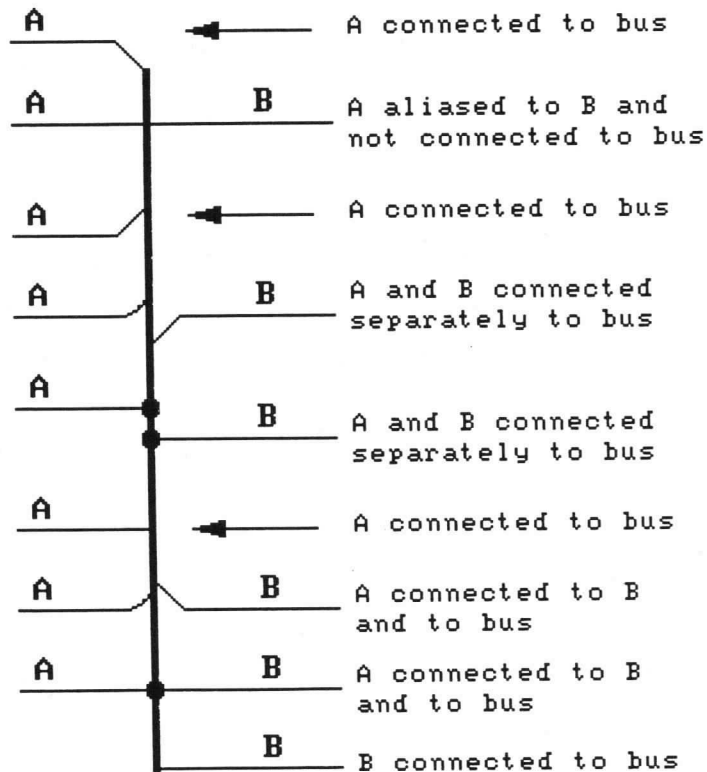 A
A connected to bus
A B A aliased to B and
not connected to bus
A A connected to bus
A B A and B connected
separately to bus
A
B A and B connected
separately to bus
A A connected to bus
A B A connected to B
and to bus
A B A connected to B
and to bus
B B connected to bus